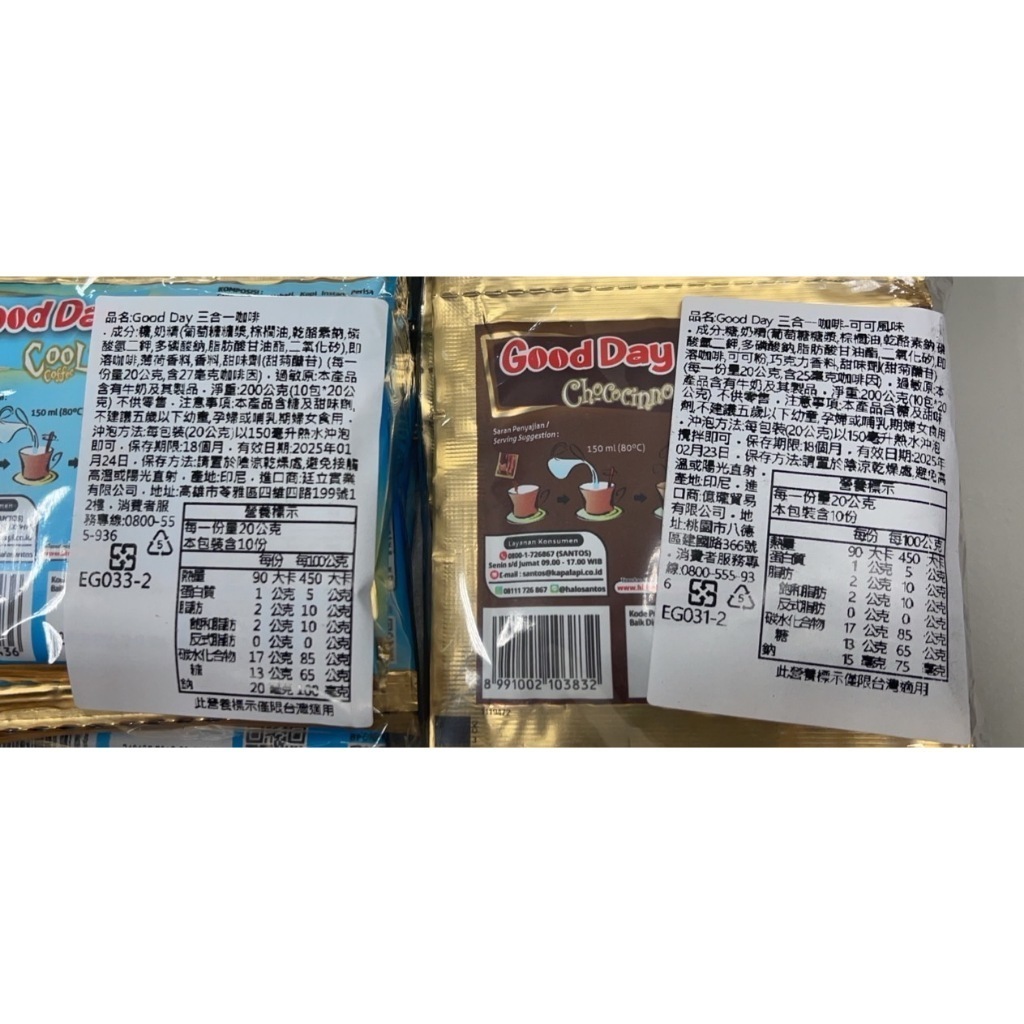 ood Da
Cool
Coffee
150 ml (80°C
KOMPOSISI :
品名:Good Day 三合一咖啡
．成分:糖,奶精(葡萄糖糖漿,棕櫚油,乾酪素鈉,磷
酸氫二鉀,多磷酸鈉,脂肪酸甘油酯,二氧化矽),即
溶咖啡,薄荷香料,香料,甜味劑(甜菊醣苷) (每一
份量20公克,含27毫克咖啡因)．過敏原:本產品
含有牛奶及其製品．淨重:200公克(10包*20公
克) 不供零售．注意事項:本產品含糖及甜味劑,
不建議五歲以下幼童,孕婦或哺乳期婦女食用．
沖泡方法:每包裝(20公克)以150毫升熱水沖泡
即可．保存期限:18個月．有效日期:2025年01
月24日．保存方法:請置於陰涼乾燥處,避免接觸
高溫或陽光直射．產地:印尼．進口商:廷立實業
有限公司．地址:高雄市苓雅區四維四路199號1
2樓．消費者服
務專線:0800-55
5-936
EG033-2
5
營養標示
每一份量20公克
本包裝含10份
每份 每100公克
熱量 90 大卡 450 大卡
蛋白質 1 公克 5 公克
脂肪 2 公克 10 公克
飽和脂肪 2 公克 10 公克
反式脂肪 0 公克 0 公克
碳水化合物 17 公克 85 公克
糖 13 公克 65 公克
鈉 20 毫克 100 毫克
此營養標示僅限台灣適用
Good Day
Chococinno
Saran Penyajian /
Serving Suggestion :
150 ml (80°C)
Layanan Konsumen
0800-1-726867 (SANTOS)
Senin s/d Jumat 09.00 - 17.00 WIB
E-mail : santos@kapalapi.co.id
08111 726 867 @halosantos
Kode P
Baik Di
8 991002 103832
品名:Good Day 三合一咖啡-可可風味
．成分:糖,奶精(葡萄糖糖漿,棕櫚油,乾酪素鈉,磷
酸氫二鉀,多磷酸鈉,脂肪酸甘油酯,二氧化矽),即
溶咖啡,可可粉,巧克力香料,甜味劑(甜菊醣苷)
(每一份量20公克,含25毫克咖啡因)．過敏原:本
產品含有牛奶及其製品．淨重:200公克(10包*20
公克) 不供零售．注意事項:本產品含糖及甜味
劑,不建議五歲以下幼童,孕婦或哺乳期婦女食用
．沖泡方法:每包裝(20公克)以150毫升熱水沖泡
攪拌即可．保存期限:18個月．有效日期:2025年
02月23日．保存方法:請置於陰涼乾燥處,避免高
溫或陽光直射．
產地:印尼．進
口商:億隴貿易
有限公司．地
址:桃園市八德
區建國路366號
．消費者服務專
線:0800-555-93
6
EG031-2
5
營養標示
每一份量20公克
本包裝含10份
每份 每100公克
熱量 90 大卡 450 大卡
蛋白質 1 公克 5 公克
脂肪 2 公克 10 公克
飽和脂肪 2 公克 10 公克
反式脂肪 0 公克 0 公克
碳水化合物 17 公克 85 公克
糖 13 公克 65 公克
鈉 15 毫克 75 毫克
此營養標示僅限台灣適用